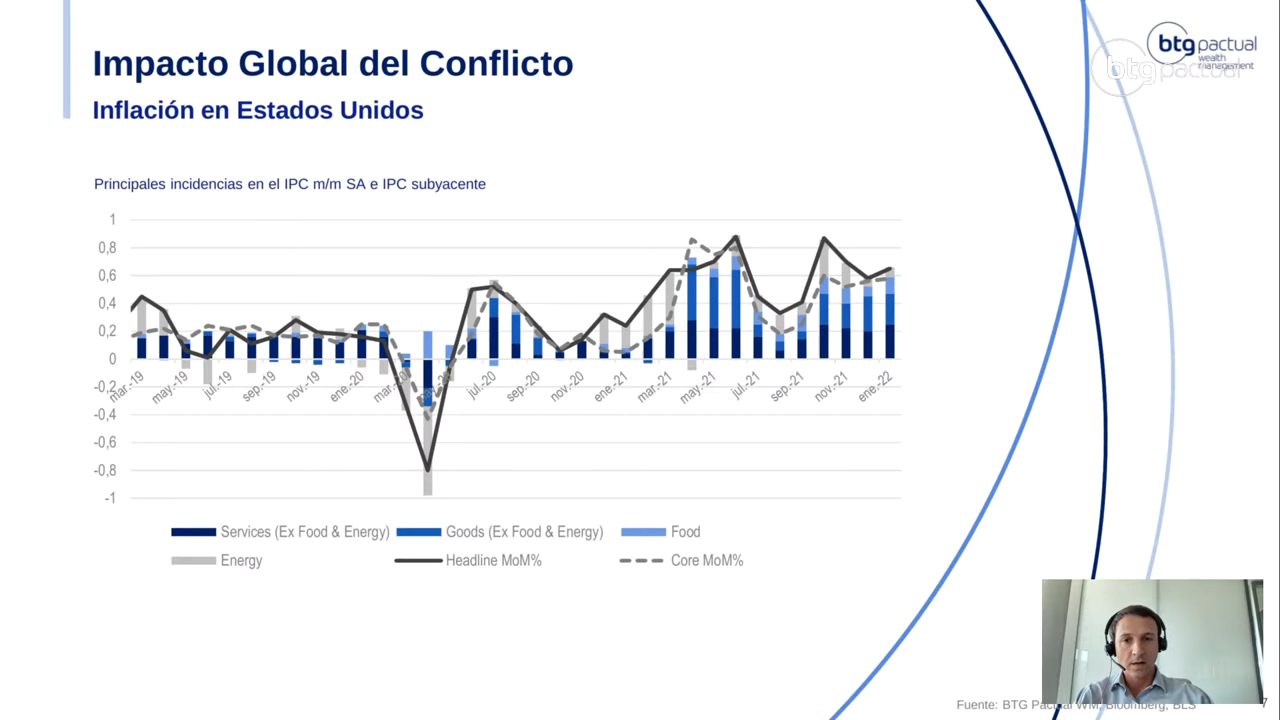 Impacto Global del Conflicto
Inflación en Estados Unidos
btg pactual
wealth
management
btg pactual
Principales incidencias en el IPC m/m SA e IPC subyacente
1
0,8
0,6
0,4
0,2
0
-0,2
-0,4
-0,6
-0,8
-1
mar.-19 may.-19 jul.-19 sep.-19 nov.-19 ene.-20 mar.-20 may.-20 jul.-20 sep.-20 nov.-20 ene.-21 mar.-21 may.-21 jul.-21 sep.-21 nov.-21 ene.-22
Services (Ex Food & Energy) Goods (Ex Food & Energy) Food
Energy Headline MoM% Core MoM%
Fuente: BTG Pactual WM, Bloomberg, BLS
7